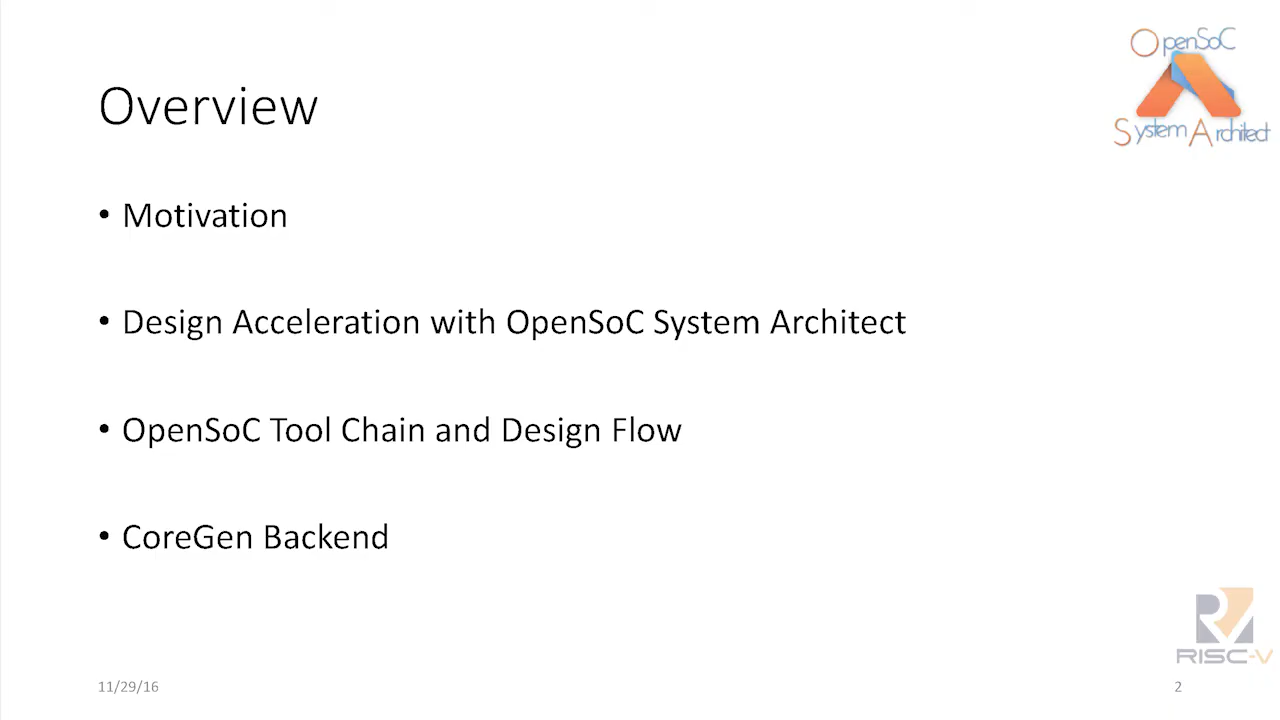 OpenSoC
System Architect
Overview
• Motivation
• Design Acceleration with OpenSoC System Architect
• OpenSoC Tool Chain and Design Flow
• CoreGen Backend
RISC-V
11/29/16
2